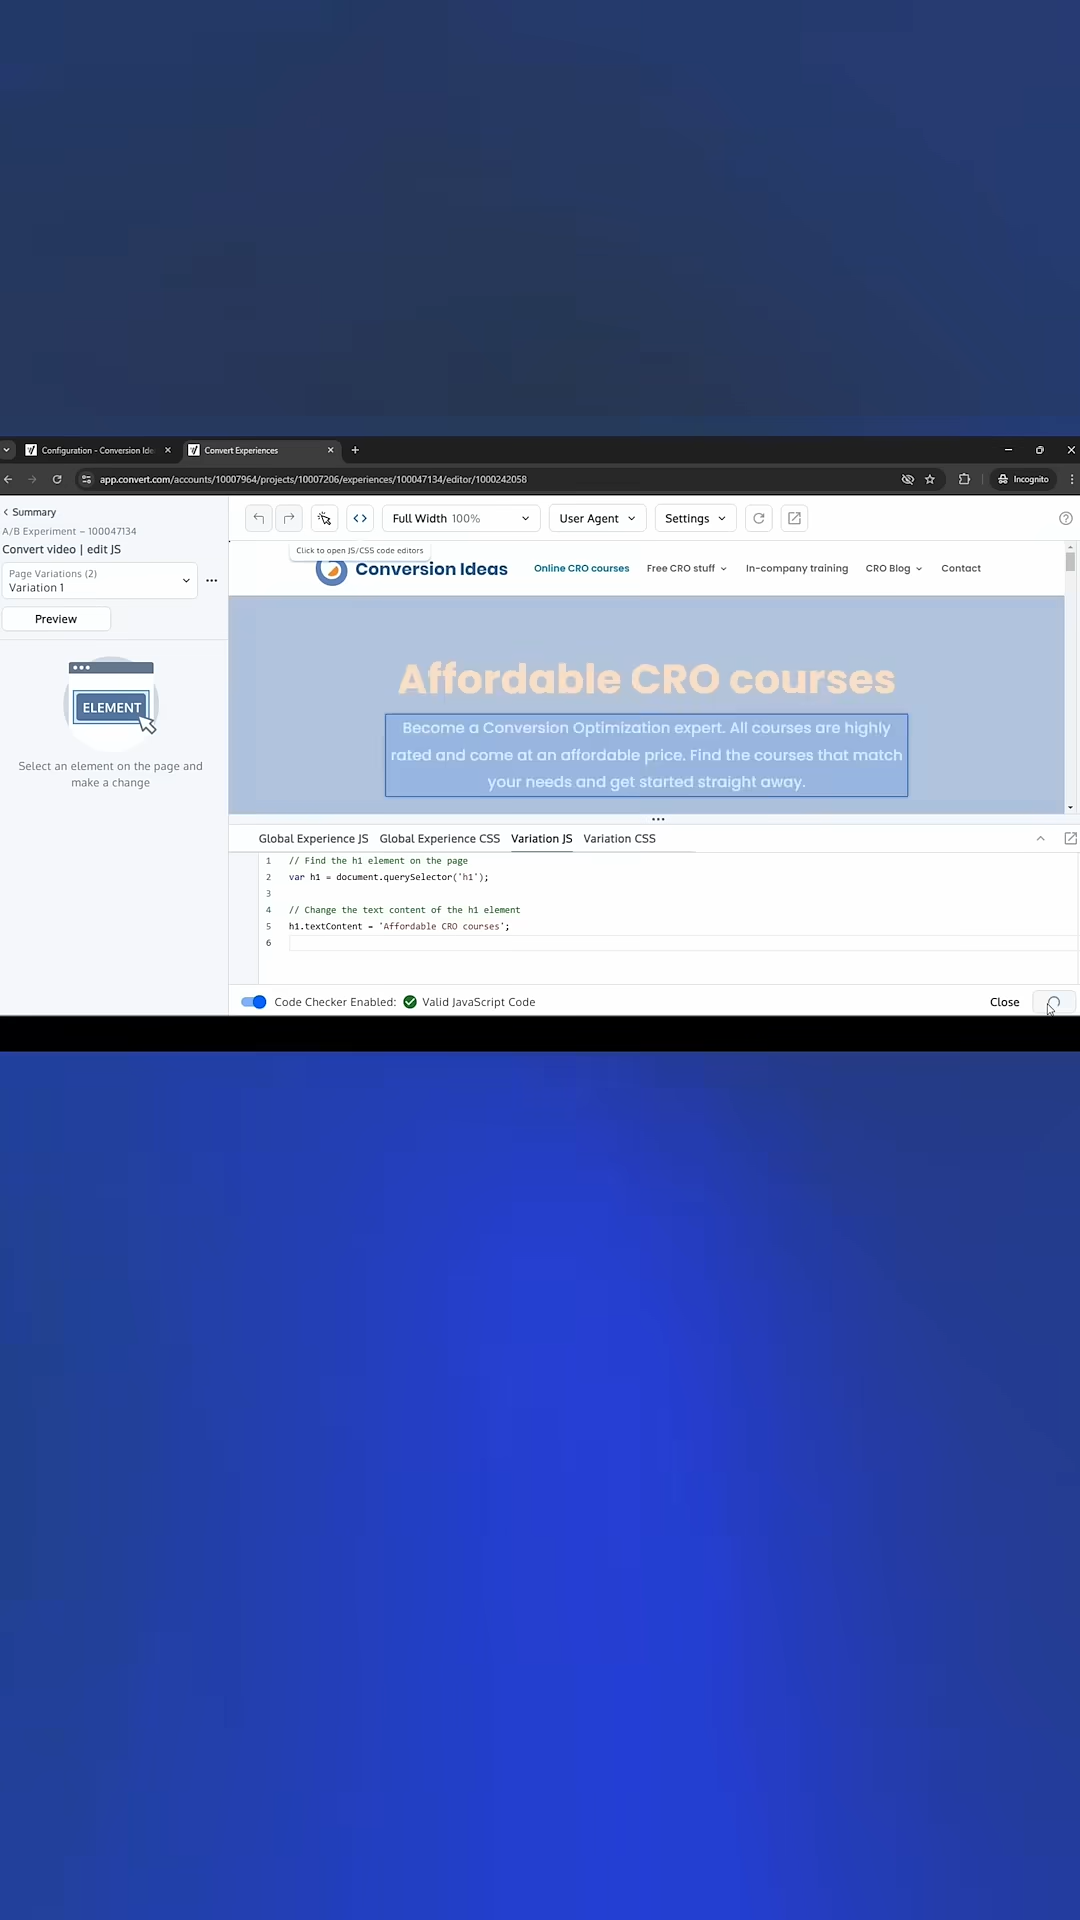 Configuration - Conversion Ide
Convert Experiences
app.convert.com/accounts/10007964/projects/10007206/experiences/100047134/editor/1000242058
Incognito
Summary
A/B Experiment – 100047134
Convert video | edit JS
Page Variations (2)
Variation 1
Preview
ELEMENT
Select an element on the page and
make a change
Full Width 100%
User Agent
Settings
Click to open JS/CSS code editors
Conversion Ideas
Online CRO courses
Free CRO stuff
In-company training
CRO Blog
Contact
Affordable CRO courses
Become a Conversion Optimization expert. All courses are highly
rated and come at an affordable price. Find the courses that match
your needs and get started straight away.
Global Experience JS
Global Experience CSS
Variation JS
Variation CSS
1 // Find the h1 element on the page
2 var h1 = document.querySelector('h1');
3
4 // Change the text content of the h1 element
5 h1.textContent = 'Affordable CRO courses';
6
Code Checker Enabled: Valid JavaScript Code
Close